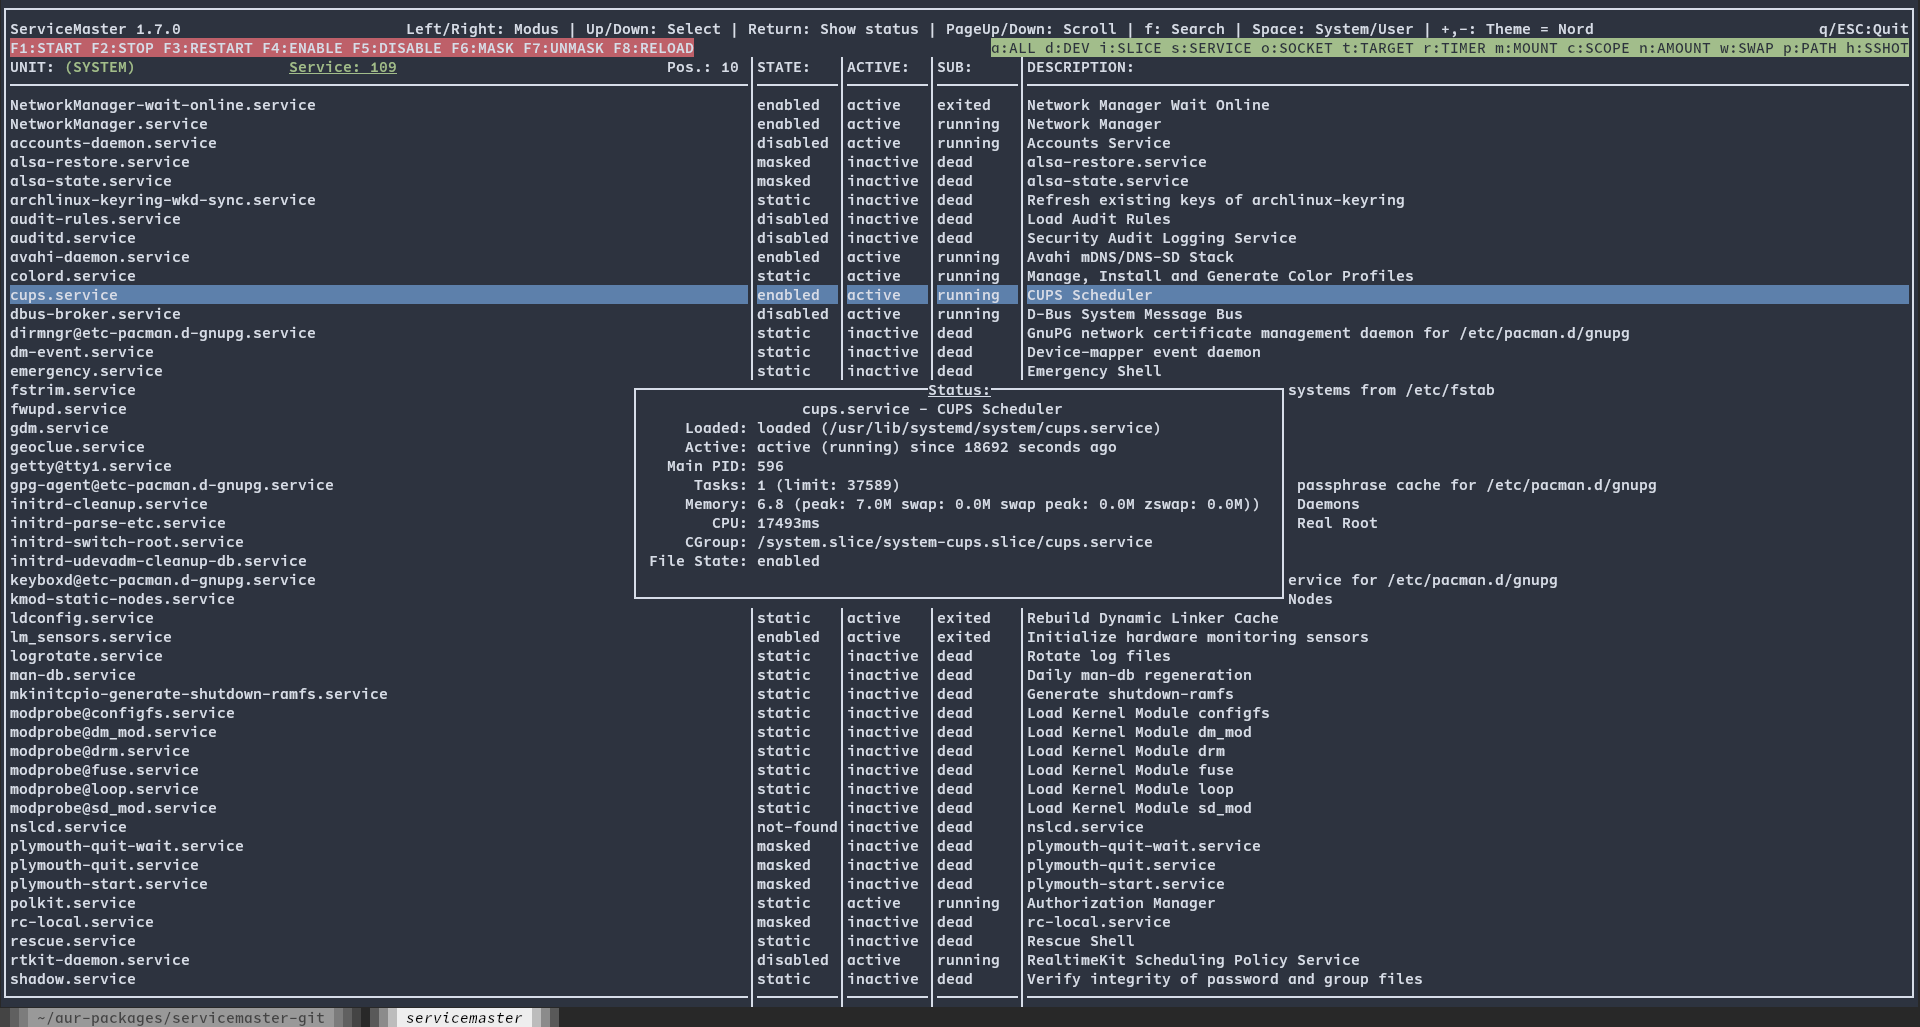 ServiceMaster 1.7.0 Left/Right: Modus | Up/Down: Select | Return: Show status | PageUp/Down: Scroll | f: Search | Space: System/User | +,-: Theme = Nord q/ESC:Quit
F1:START F2:STOP F3:RESTART F4:ENABLE F5:DISABLE F6:MASK F7:UNMASK F8:RELOAD a:ALL d:DEV i:SLICE s:SERVICE o:SOCKET t:TARGET r:TIMER m:MOUNT c:SCOPE n:AMOUNT w:SWAP p:PATH h:SSHOT
UNIT: (SYSTEM) Service: 109 Pos.: 10 STATE: ACTIVE: SUB: DESCRIPTION:
NetworkManager-wait-online.service enabled active exited Network Manager Wait Online
NetworkManager.service enabled active running Network Manager
accounts-daemon.service disabled active running Accounts Service
alsa-restore.service masked inactive dead alsa-restore.service
alsa-state.service masked inactive dead alsa-state.service
archlinux-keyring-wkd-sync.service static inactive dead Refresh existing keys of archlinux-keyring
audit-rules.service disabled inactive dead Load Audit Rules
auditd.service disabled inactive dead Security Audit Logging Service
avahi-daemon.service enabled active running Avahi mDNS/DNS-SD Stack
colord.service static active running Manage, Install and Generate Color Profiles
cups.service enabled active running CUPS Scheduler
dbus-broker.service disabled active running D-Bus System Message Bus
dirmngr@etc-pacman.d-gnupg.service static inactive dead GnuPG network certificate management daemon for /etc/pacman.d/gnupg
dm-event.service static inactive dead Device-mapper event daemon
emergency.service static inactive dead Emergency Shell
fstrim.service Status: systems from /etc/fstab
fwupd.service cups.service - CUPS Scheduler
gdm.service Loaded: loaded (/usr/lib/systemd/system/cups.service)
geoclue.service Active: active (running) since 18692 seconds ago
getty@tty1.service Main PID: 596
gpg-agent@etc-pacman.d-gnupg.service Tasks: 1 (limit: 37589) passphrase cache for /etc/pacman.d/gnupg
initrd-cleanup.service Memory: 6.8 (peak: 7.0M swap: 0.0M swap peak: 0.0M zswap: 0.0M)) Daemons
initrd-parse-etc.service CPU: 17493ms Real Root
initrd-switch-root.service CGroup: /system.slice/system-cups.slice/cups.service
initrd-udevadm-cleanup-db.service File State: enabled
keyboxd@etc-pacman.d-gnupg.service ervice for /etc/pacman.d/gnupg
kmod-static-nodes.service Nodes
ldconfig.service static active exited Rebuild Dynamic Linker Cache
lm_sensors.service enabled active exited Initialize hardware monitoring sensors
logrotate.service static inactive dead Rotate log files
man-db.service static inactive dead Daily man-db regeneration
mkinitcpio-generate-shutdown-ramfs.service static inactive dead Generate shutdown-ramfs
modprobe@configfs.service static inactive dead Load Kernel Module configfs
modprobe@dm_mod.service static inactive dead Load Kernel Module dm_mod
modprobe@drm.service static inactive dead Load Kernel Module drm
modprobe@fuse.service static inactive dead Load Kernel Module fuse
modprobe@loop.service static inactive dead Load Kernel Module loop
modprobe@sd_mod.service static inactive dead Load Kernel Module sd_mod
nslcd.service not-found inactive dead nslcd.service
plymouth-quit-wait.service masked inactive dead plymouth-quit-wait.service
plymouth-quit.service masked inactive dead plymouth-quit.service
plymouth-start.service masked inactive dead plymouth-start.service
polkit.service static active running Authorization Manager
rc-local.service masked inactive dead rc-local.service
rescue.service static inactive dead Rescue Shell
rtkit-daemon.service disabled active running RealtimeKit Scheduling Policy Service
shadow.service static inactive dead Verify integrity of password and group files
~/aur-packages/servicemaster-git servicemaster